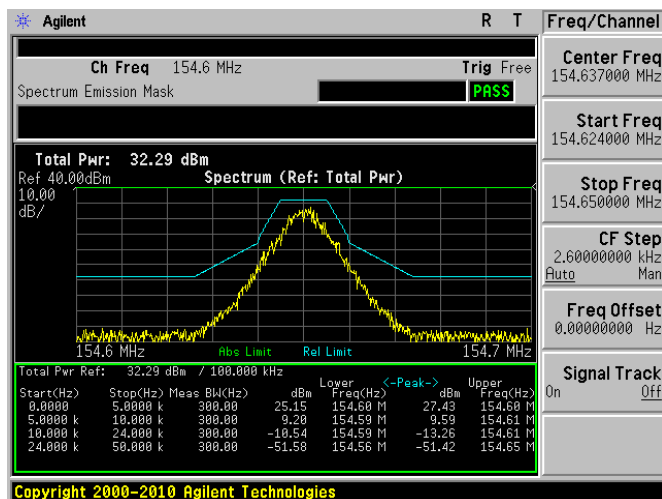 Agilent
R T
Freq/Channel
Ch Freq 154.6 MHz
Trig Free
Spectrum Emission Mask
PASS
Center Freq
154.637000 MHz
Start Freq
154.624000 MHz
Stop Freq
154.650000 MHz
CF Step
2.60000000 kHz
Auto Man
Freq Offset
0.00000000 Hz
Signal Track
On Off
Total Pwr: 32.29 dBm
Ref 40.00dBm
Spectrum (Ref: Total Pwr)
10.00
dB/
154.6 MHz
Abs Limit
Rel Limit
154.7 MHz
Total Pwr Ref: 32.29 dBm / 100.000 kHz
Lower <-Peak-> Upper
Start(Hz) Stop(Hz) Meas BW(Hz) dBm Freq(Hz) dBm Freq(Hz)
0.0000 5.0000 k 300.00 25.15 154.60 M 27.43 154.60 M
5.0000 k 10.000 k 300.00 9.20 154.59 M 9.59 154.61 M
10.000 k 24.000 k 300.00 -10.54 154.59 M -13.26 154.61 M
24.000 k 50.000 k 300.00 -51.58 154.56 M -51.42 154.65 M
Copyright 2000-2010 Agilent Technologies